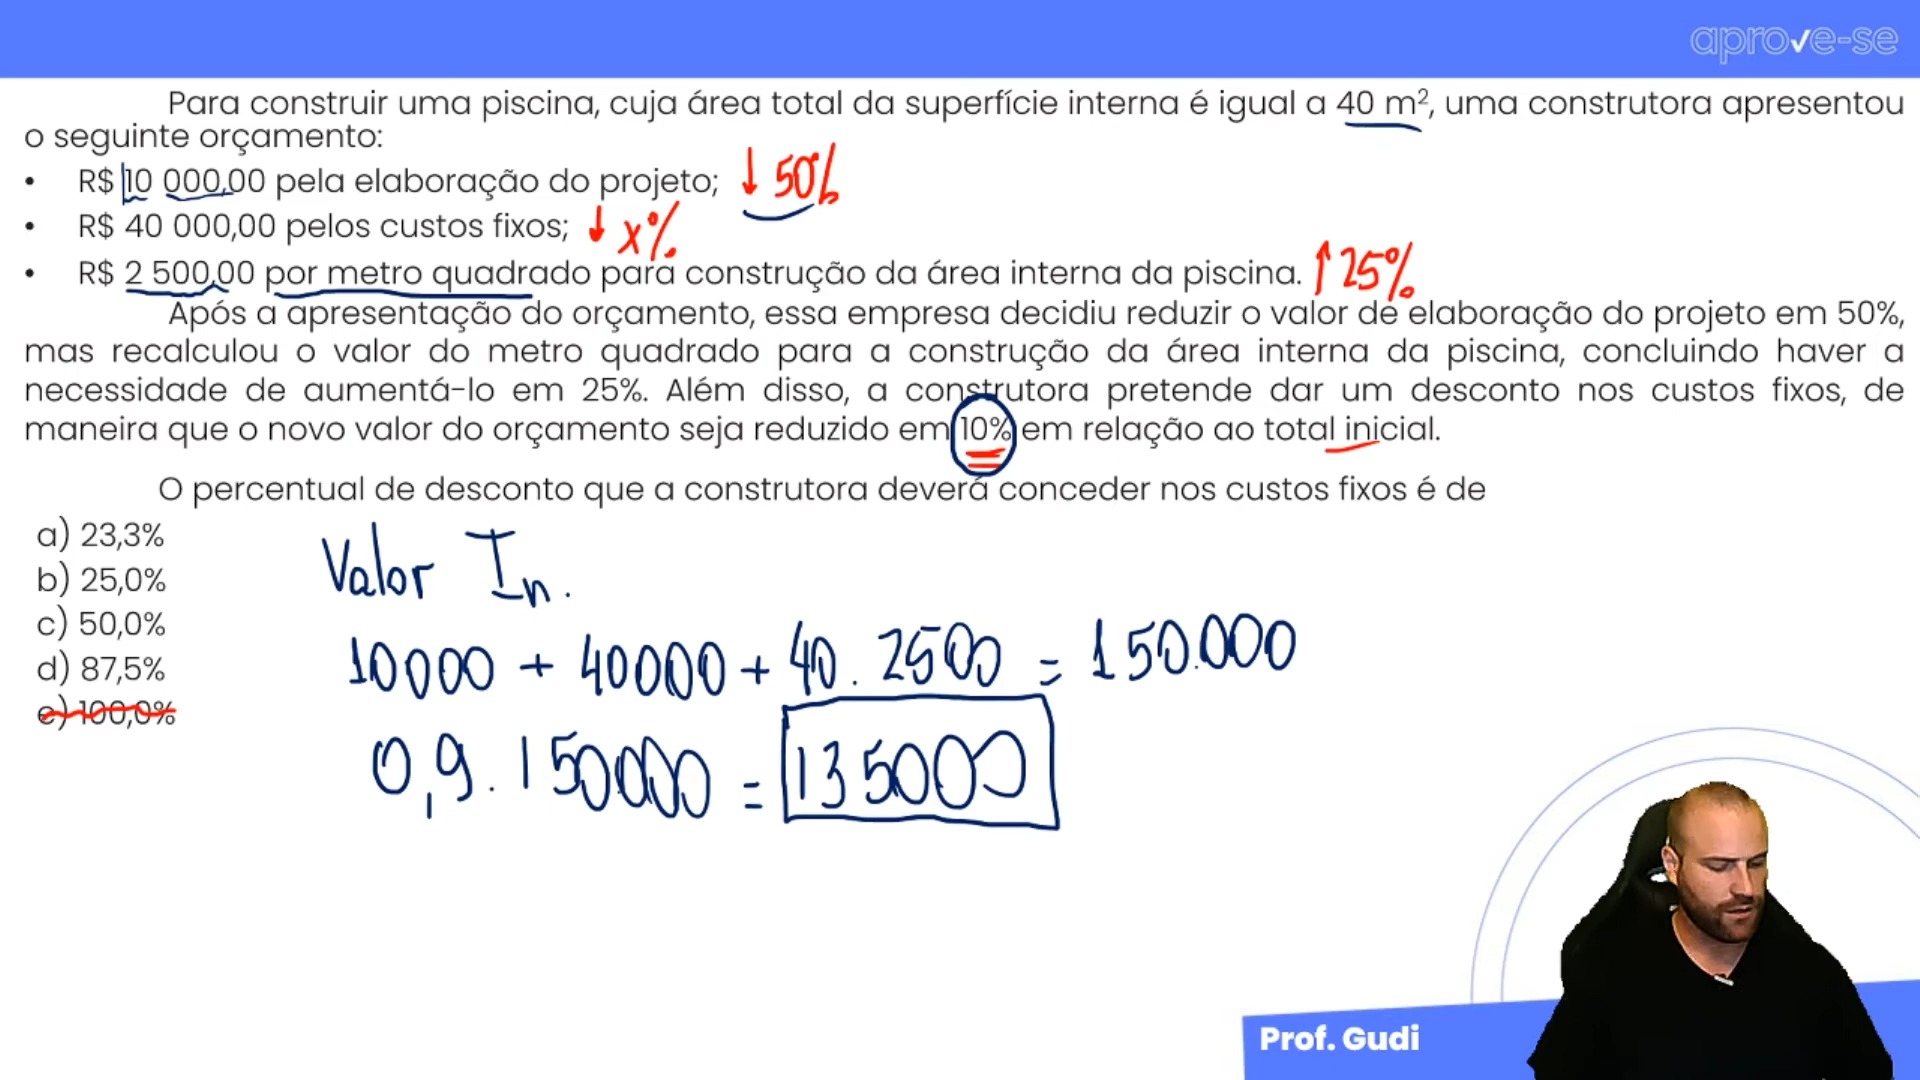 aprove-se
Para construir uma piscina, cuja área total da superfície interna é igual a 40 m², uma construtora apresentou
o seguinte orçamento:
• R$ 10 000,00 pela elaboração do projeto; ↓ 50%
• R$ 40 000,00 pelos custos fixos; ↓ x%
• R$ 2 500,00 por metro quadrado para construção da área interna da piscina. ↑ 25%
Após a apresentação do orçamento, essa empresa decidiu reduzir o valor de elaboração do projeto em 50%,
mas recalculou o valor do metro quadrado para a construção da área interna da piscina, concluindo haver a
necessidade de aumentá-lo em 25%. Além disso, a construtora pretende dar um desconto nos custos fixos, de
maneira que o novo valor do orçamento seja reduzido em 10% em relação ao total inicial.
O percentual de desconto que a construtora deverá conceder nos custos fixos é de
a) 23,3%
b) 25,0%
c) 50,0%
d) 87,5%
e) 100,0%
Valor In.
10000 + 40000 + 40 . 2500 = 150.000
0,9 . 150.000 = 135000
Prof. Gudi